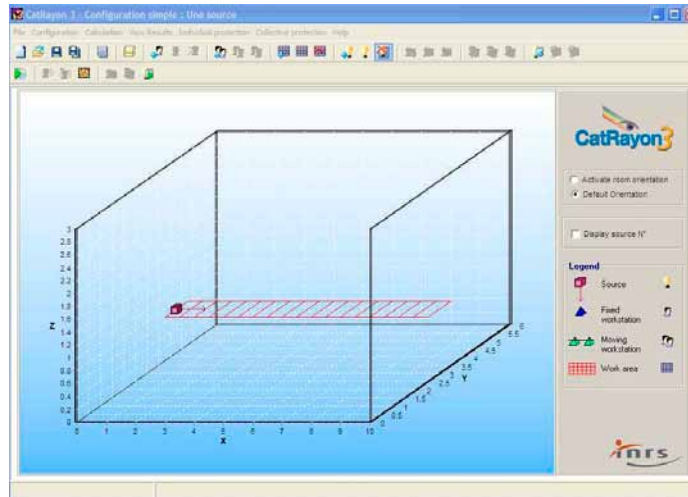 CatRayon 3 - Configuration simple : Une source
File Configuration Calculation View Results Individual protection Collective protection Help
CatRayon3
Activate room orientation
Default Orientation
Display source N°
Legend
Source
Fixed workstation
Moving workstation
Work area
inrs
Z
3
2.8
2.6
2.4
2.2
2
1.8
1.6
1.4
1.2
1
0.8
0.6
0.4
0.2
0
0 1 2 3 4 5 6 7 8 9 10
X
0 0.5 1 1.5 2 2.5 3 3.5 4 4.5 5 5.5 6
Y